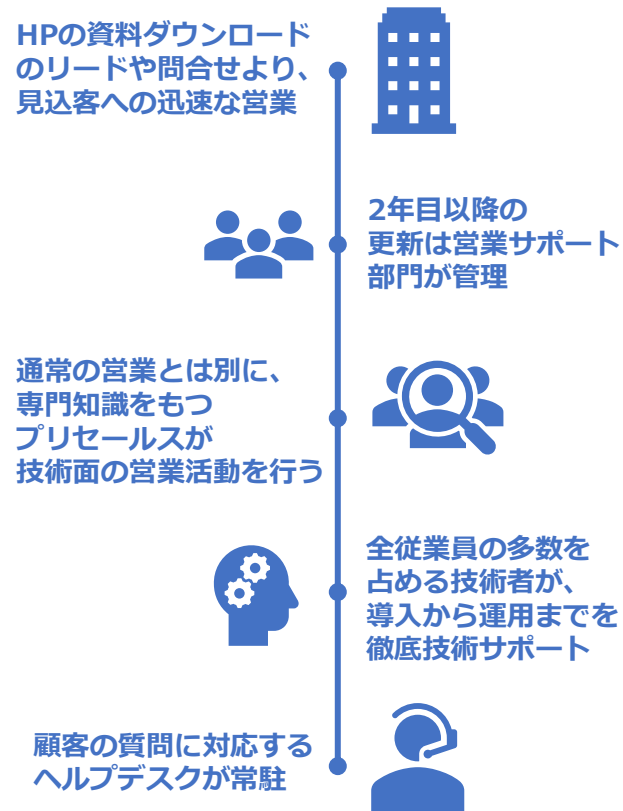 HPの資料ダウンロード
のリードや問合せより、
見込客への迅速な営業
2年目以降の
更新は営業サポート
部門が管理
通常の営業とは別に、
専門知識をもつ
プリセールスが
技術面の営業活動を行う
全従業員の多数を
占める技術者が、
導入から運用までを
徹底技術サポート
顧客の質問に対応する
ヘルプデスクが常駐